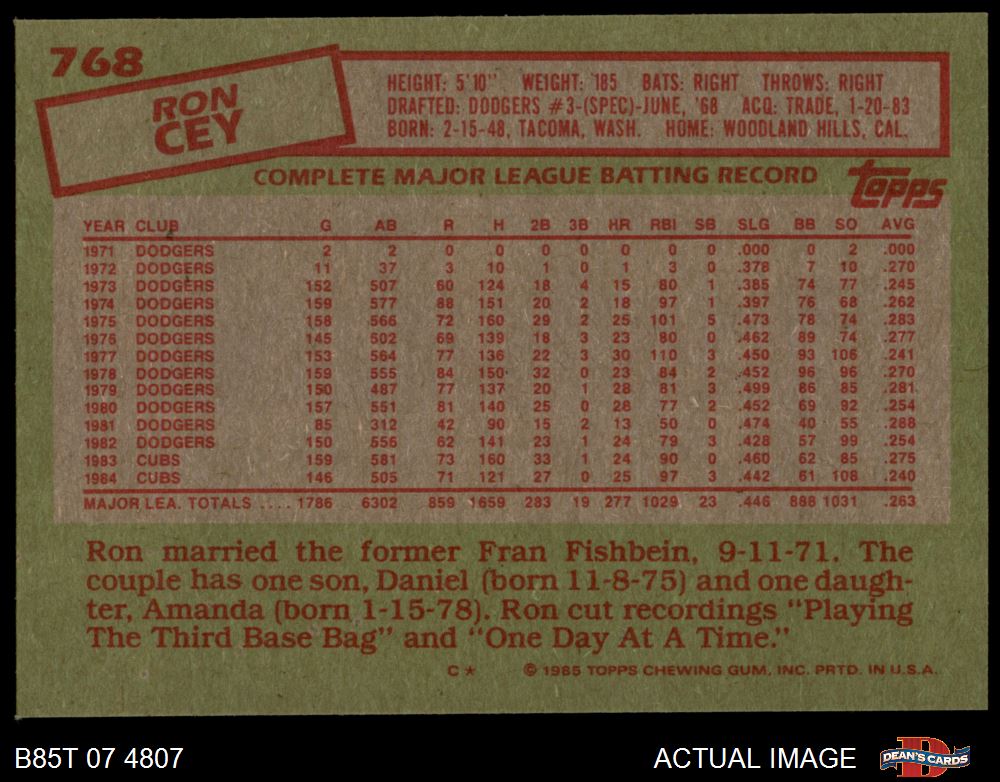 768
RON
CEY
HEIGHT: 5'10" WEIGHT: 185 BATS: RIGHT THROWS: RIGHT
DRAFTED: DODGERS #3-(SPEC)-JUNE, '68 ACQ: TRADE, 1-20-83
BORN: 2-15-48, TACOMA, WASH. HOME: WOODLAND HILLS, CAL.
COMPLETE MAJOR LEAGUE BATTING RECORD
topps
YEAR CLUB G AB R H 2B 3B HR RBI SB SLG BB SO AVG
1971 DODGERS 2 2 0 0 0 0 0 0 0 .000 0 2 .000
1972 DODGERS 11 37 3 10 1 0 1 3 0 .378 7 10 .270
1973 DODGERS 152 507 60 124 18 4 15 80 1 .385 74 77 .245
1974 DODGERS 159 577 88 151 20 2 18 97 1 .397 76 68 .262
1975 DODGERS 158 566 72 160 29 2 25 101 5 .473 78 74 .283
1976 DODGERS 145 502 69 139 18 3 23 80 0 .462 89 74 .277
1977 DODGERS 153 564 77 136 22 3 30 110 3 .450 93 106 .241
1978 DODGERS 159 555 84 150 32 0 23 84 2 .452 96 96 .270
1979 DODGERS 150 487 77 137 20 1 28 81 3 .499 86 85 .281
1980 DODGERS 157 551 81 140 25 0 28 77 2 .452 69 92 .254
1981 DODGERS 85 312 42 90 15 2 13 50 0 .474 40 55 .288
1982 DODGERS 150 556 62 141 23 1 24 79 3 .428 57 99 .254
1983 CUBS 159 581 73 160 33 1 24 90 0 .460 62 85 .275
1984 CUBS 146 505 71 121 27 0 25 97 3 .442 61 108 .240
MAJOR LEA. TOTALS .... 1786 6302 859 1659 283 19 277 1029 23 .446 888 1031 .263
Ron married the former Fran Fishbein, 9-11-71. The
couple has one son, Daniel (born 11-8-75) and one daugh-
ter, Amanda (born 1-15-78). Ron cut recordings "Playing
The Third Base Bag" and "One Day At A Time."
C* © 1985 TOPPS CHEWING GUM, INC. PRTD. IN U.S.A.
B85T 07 4807 ACTUAL IMAGE DEAN'S CARDS